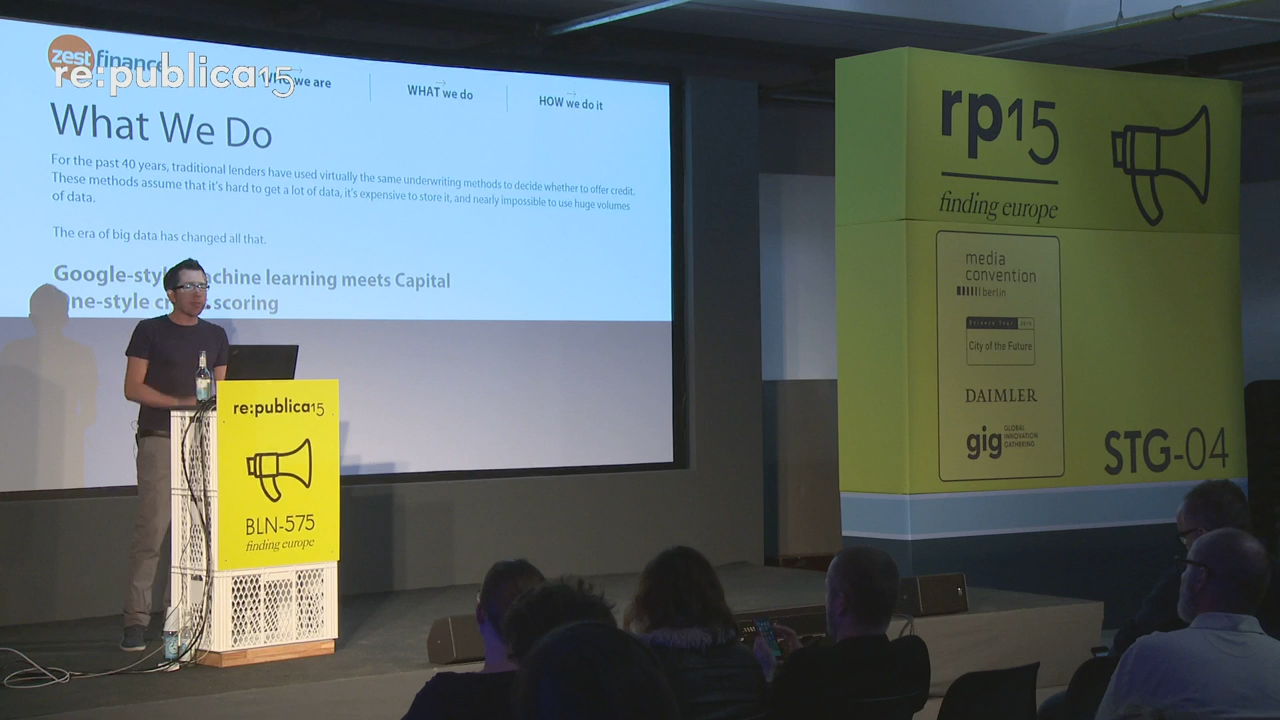 zest finance
re:publica15
WHO we are
WHAT we do
HOW we do it
What We Do
For the past 40 years, traditional lenders have used virtually the same underwriting methods to decide whether to offer credit.
These methods assume that it's hard to get a lot of data, it's expensive to store it, and nearly impossible to use huge volumes
of data.
The era of big data has changed all that.
Google-style machine learning meets Capital
One-style credit scoring
re:publica15
BLN-575
finding europe
rp15
finding europe
media
convention
berlin
City of the Future
DAIMLER
gig GLOBAL
INNOVATION
GATHERING
STG-04